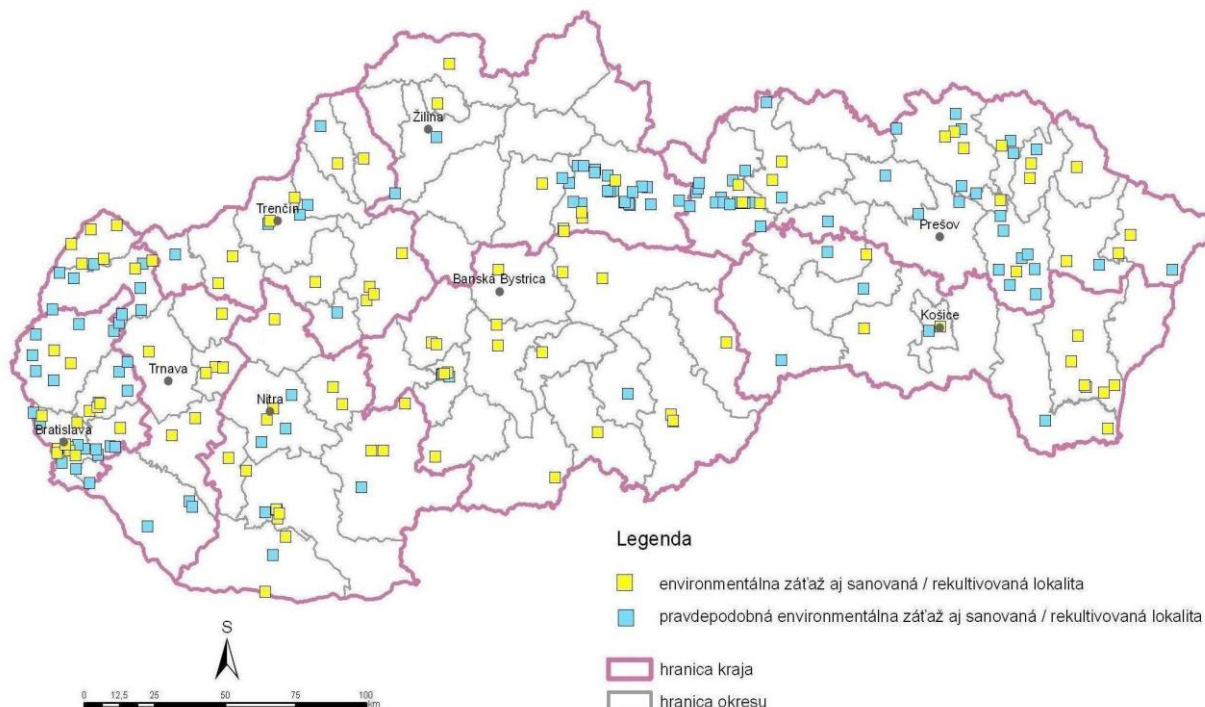 Žilina
Trenčín
Prešov
Banská Bystrica
Košice
Trnava
Nitra
Bratislava
Legenda
environmentálna záťaž aj sanovaná / rekultivovaná lokalita
pravdepodobná environmentálna záťaž aj sanovaná / rekultivovaná lokalita
hranica kraja
hranica okresu
S
0 12,5 25 50 75 100
km